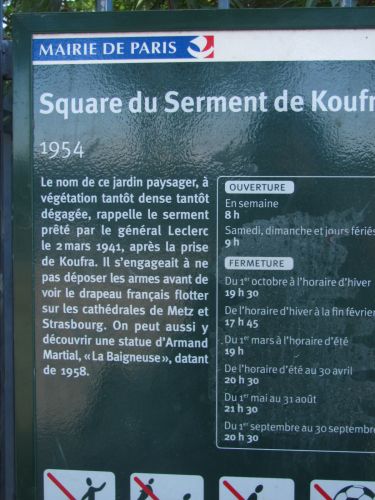 MAIRIE DE PARIS
Square du Serment de Koufr
1954
Le nom de ce jardin paysager, à
végétation tantôt dense tantôt
dégagée, rappelle le serment
prêté par le général Leclerc
le 2 mars 1941, après la prise
de Koufra. Il s'engageait à ne
pas déposer les armes avant de
voir le drapeau français flotter
sur les cathédrales de Metz et
Strasbourg. On peut aussi y
découvrir une statue d'Armand
Martial, « La Baigneuse », datant
de 1958.
OUVERTURE
En semaine
8 h
Samedi, dimanche et jours fériés
9 h
FERMETURE
Du 1er octobre à l'horaire d'hiver
19 h 30
De l'horaire d'hiver à la fin février
17 h 45
Du 1er mars à l'horaire d'été
19 h
De l'horaire d'été au 30 avril
20 h 30
Du 1er mai au 31 août
21 h 30
Du 1er septembre au 30 septembre
20 h 30